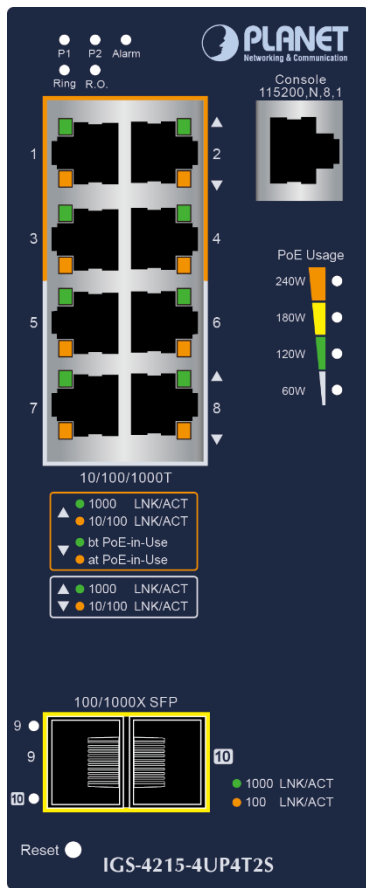 P1 P2 Alarm
Ring R.O.
PLANET
Networking & Communication
Console
115200,N,8,1
1
2
3
4
5
6
7
8
PoE Usage
240W
180W
120W
60W
10/100/1000T
1000 LNK/ACT
10/100 LNK/ACT
bt PoE-in-Use
at PoE-in-Use
1000 LNK/ACT
10/100 LNK/ACT
100/1000X SFP
9
9
10
10
1000 LNK/ACT
100 LNK/ACT
Reset
IGS-4215-4UP4T2S